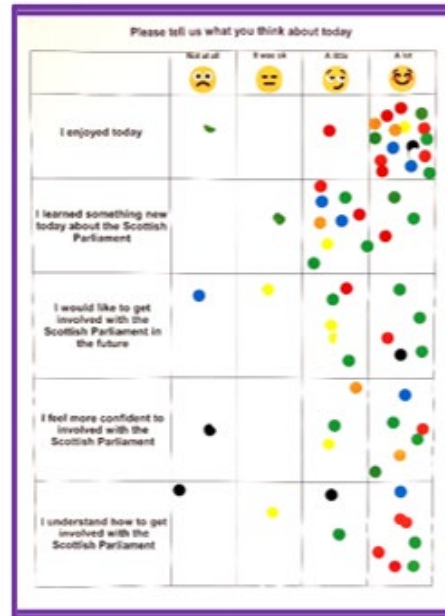 Please tell us what you think about today
Not at all It was ok A little A lot
I enjoyed today
I learned something new
today about the Scottish
Parliament
I would like to get
involved with the
Scottish Parliament in
the future
I feel more confident to
involved with the
Scottish Parliament
I understand how to get
involved with the
Scottish Parliament